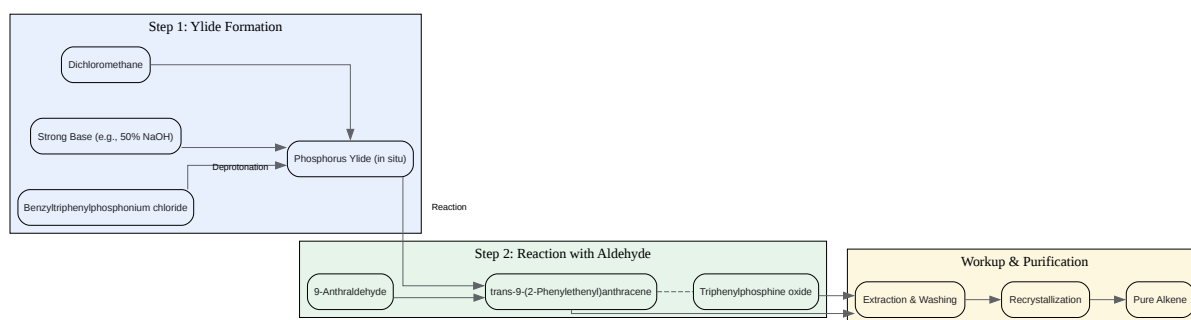 Step 1: Ylide Formation
Dichloromethane
Strong Base (e.g., 50% NaOH)
Phosphorus Ylide (in situ)
Deprotonation
Benzyltriphenylphosphonium chloride
Reaction
Step 2: Reaction with Aldehyde
9-Anthraldehyde
trans-9-(2-Phenylethenyl)anthracene
Triphenylphosphine oxide
Workup & Purification
Extraction & Washing
Recrystallization
Pure Alkene